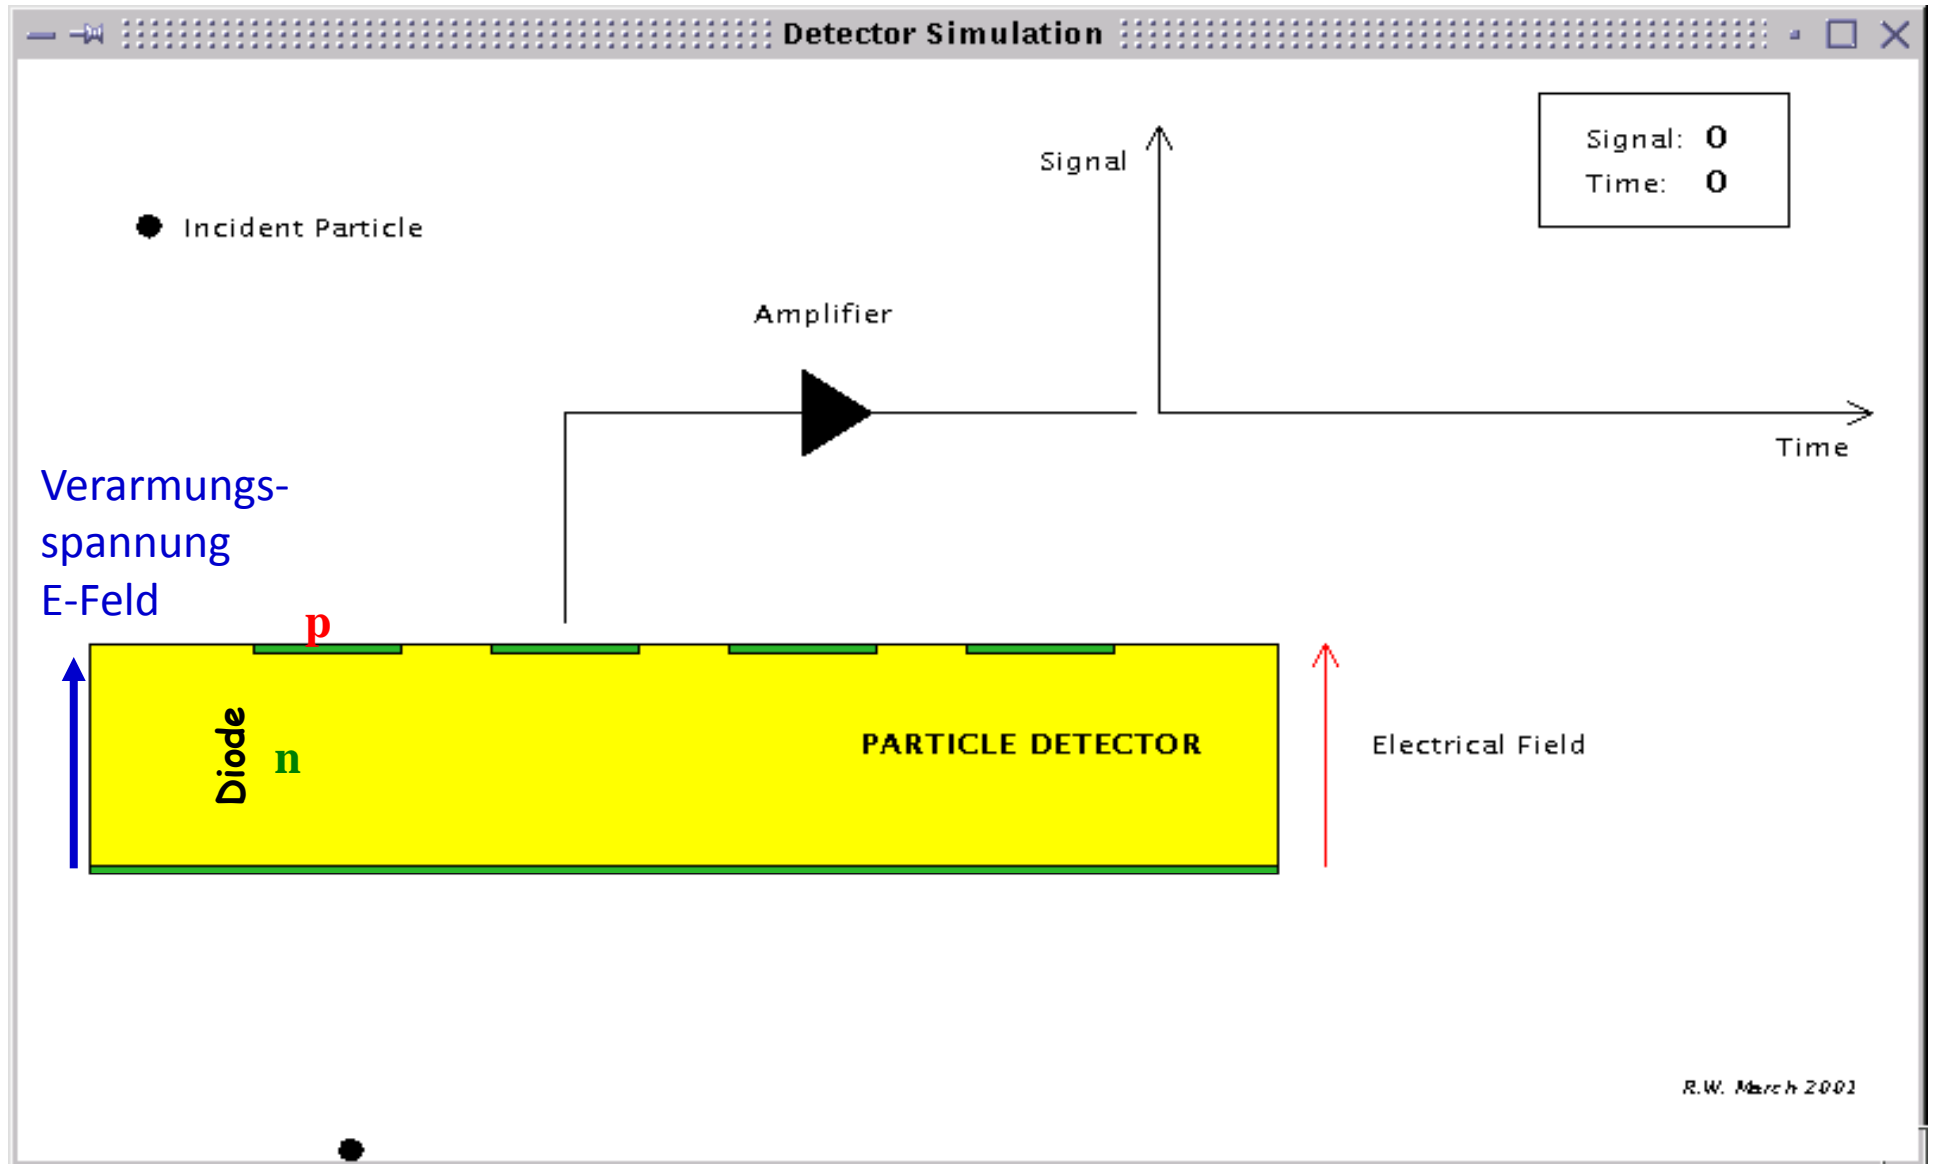 Detector Simulation
Signal: 0
Time: 0
Signal
Incident Particle
Amplifier
Time
Verarmungs-
spannung
E-Feld
p
Diode
n
PARTICLE DETECTOR
Electrical Field
R.W. March 2001